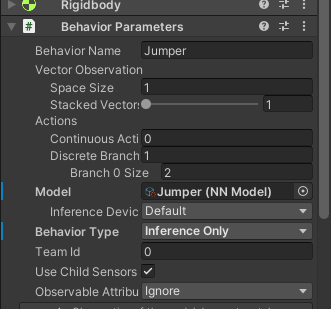 Rigidbody
Behavior Parameters
Behavior Name Jumper
Vector Observation
Space Size 1
Stacked Vectors 1
Actions
Continuous Acti 0
Discrete Branch 1
Branch 0 Size 2
Model Jumper (NN Model)
Inference Devic Default
Behavior Type Inference Only
Team Id 0
Use Child Sensors
Observable Attribu Ignore